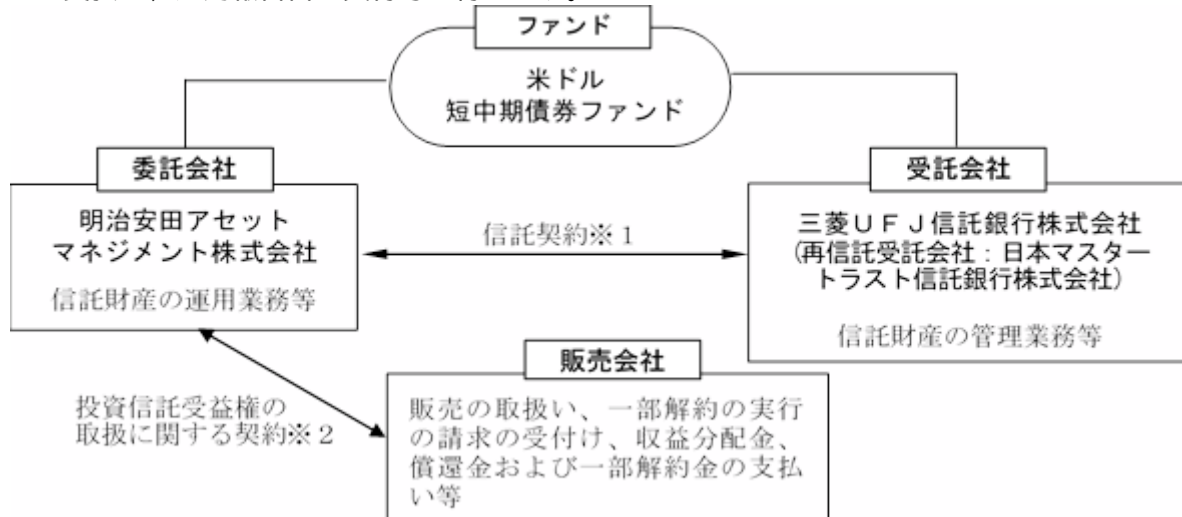 ファンド
米ドル
短中期債券ファンド
委託会社
明治安田アセット
マネジメント株式会社
信託財産の運用業務等
信託契約※1
受託会社
三菱UFJ信託銀行株式会社
(再信託受託会社:日本マスター
トラスト信託銀行株式会社)
信託財産の管理業務等
投資信託受益権の
取扱に関する契約※2
販売会社
販売の取扱い、一部解約の実行
の請求の受付け、収益分配金、
償還金および一部解約金の支払
い等